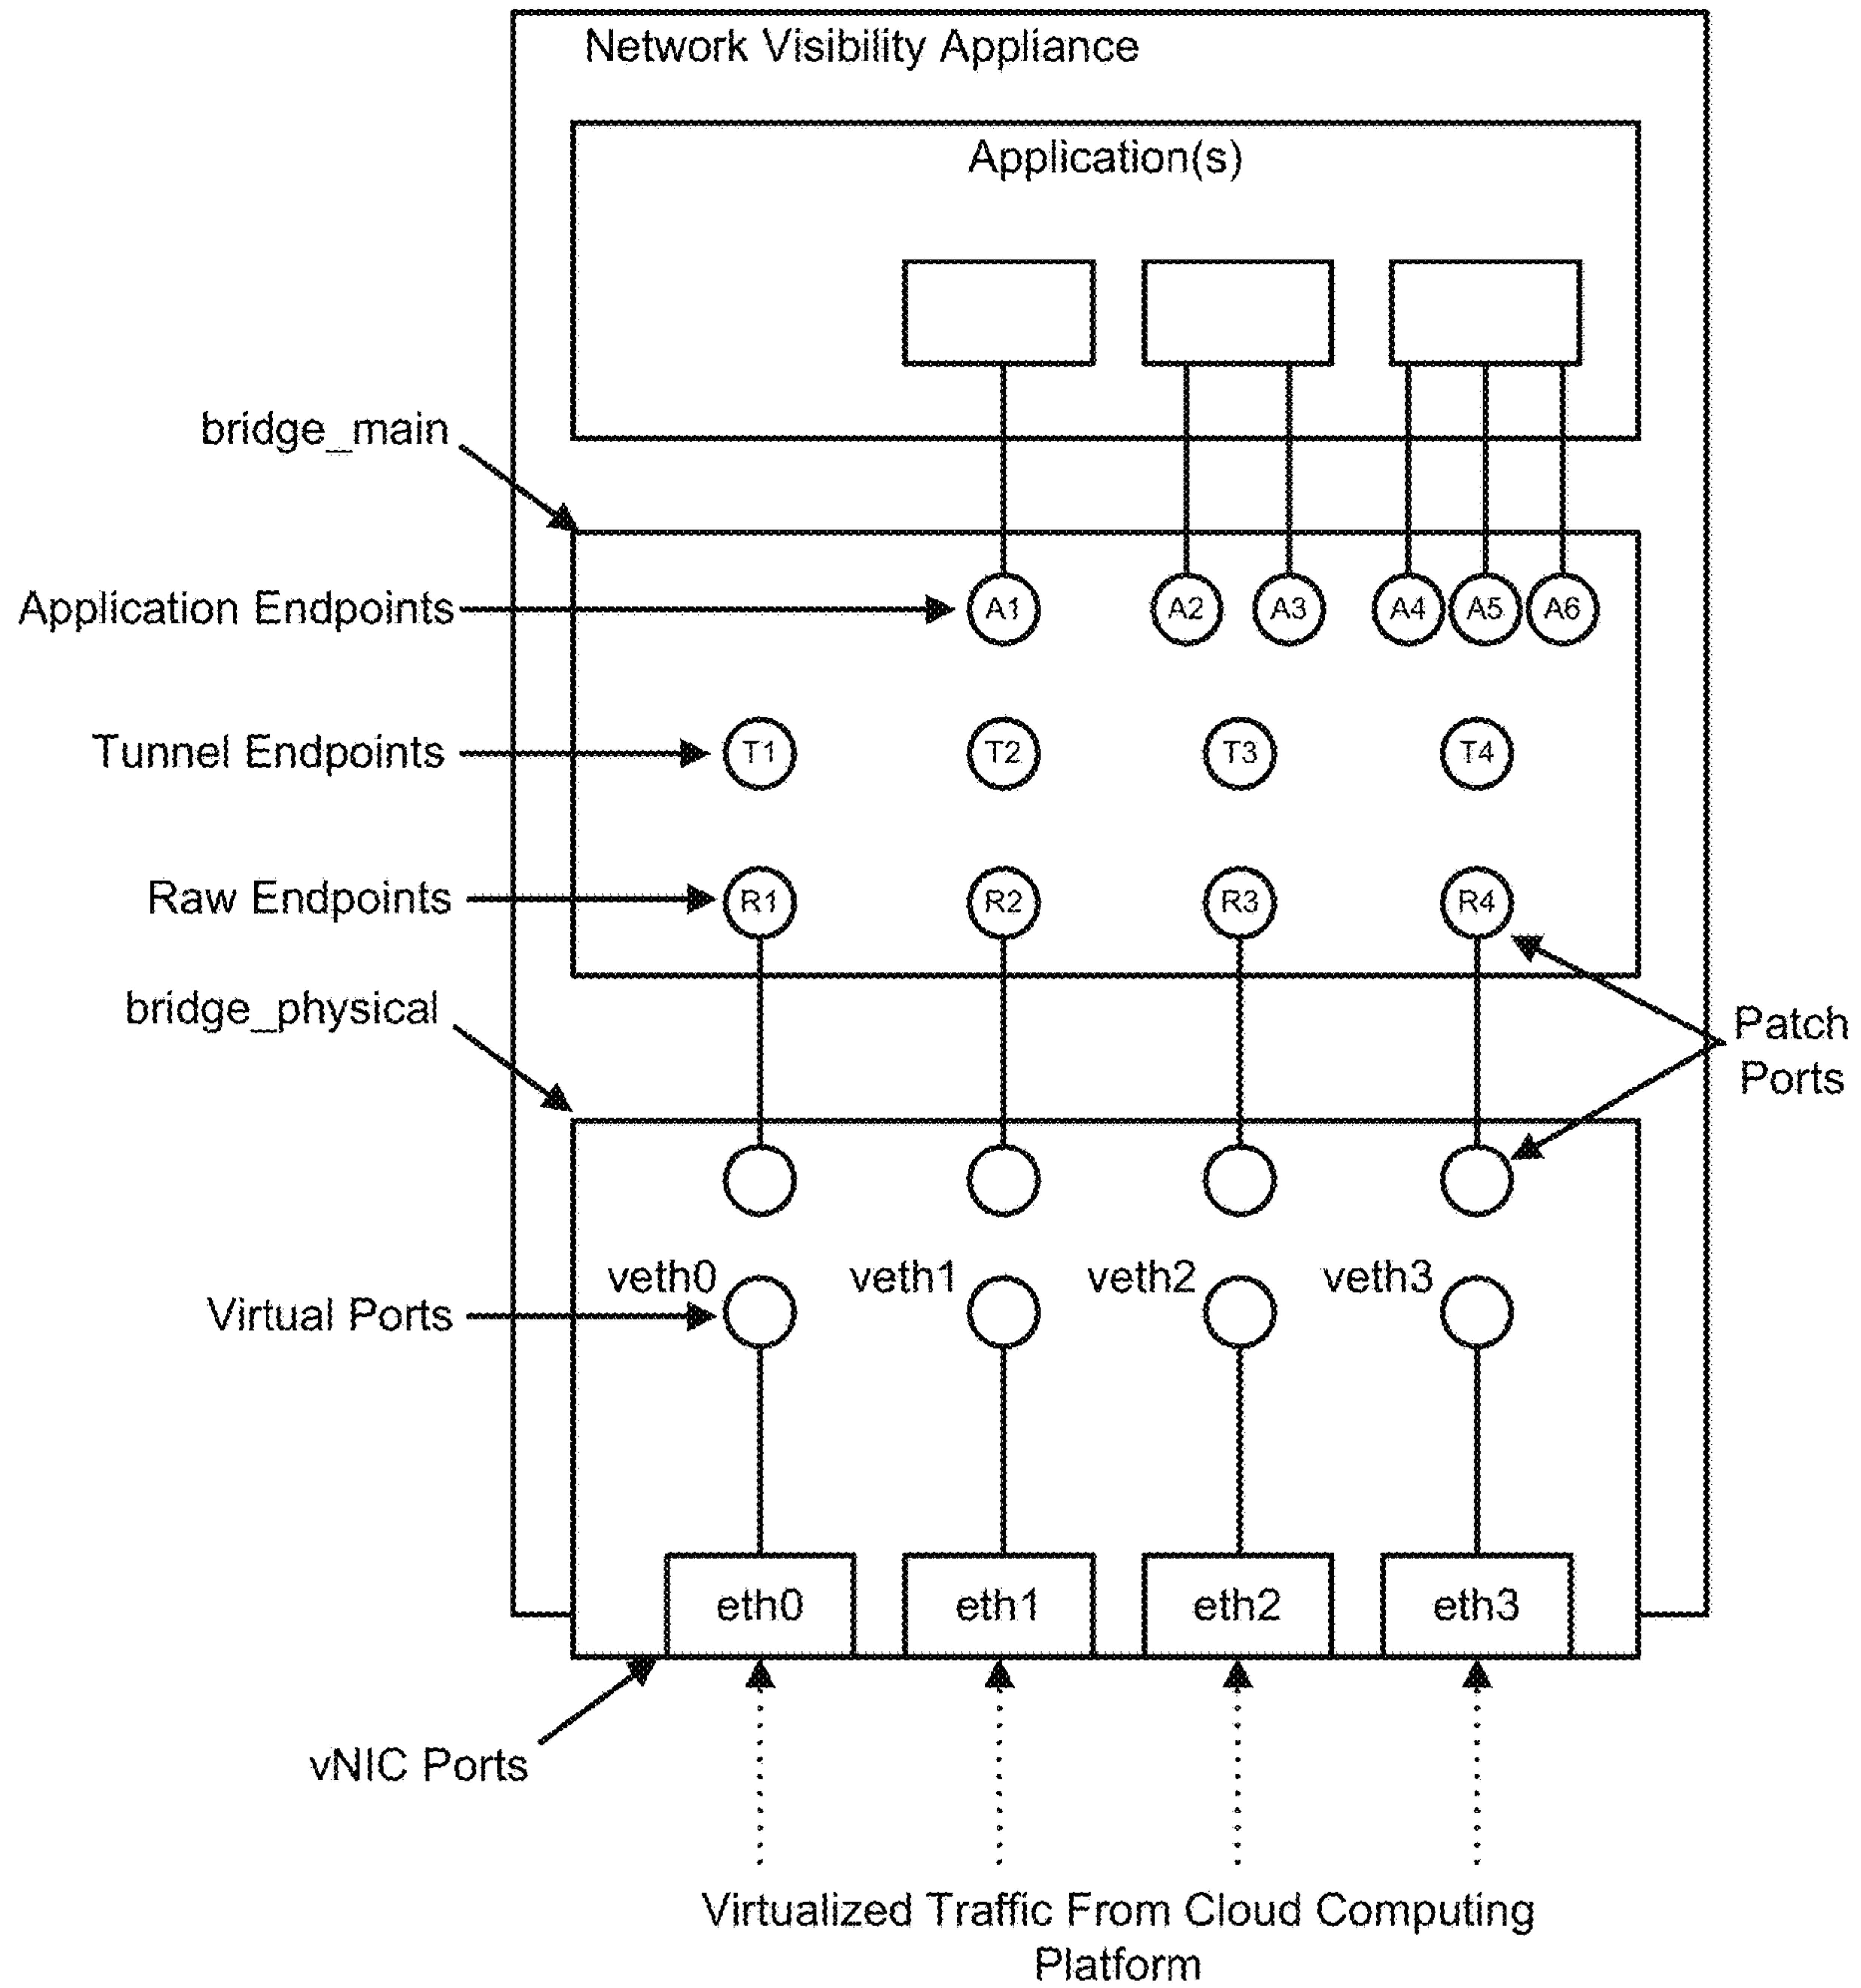 Network Visibility Appliance
Application(s)
bridge_main
Application Endpoints
A1 A2 A3 A4 A5 A6
Tunnel Endpoints
T1 T2 T3 T4
Raw Endpoints
R1 R2 R3 R4
bridge_physical
Patch
Ports
veth0 veth1 veth2 veth3
Virtual Ports
eth0 eth1 eth2 eth3
vNIC Ports
Virtualized Traffic From Cloud Computing
Platform